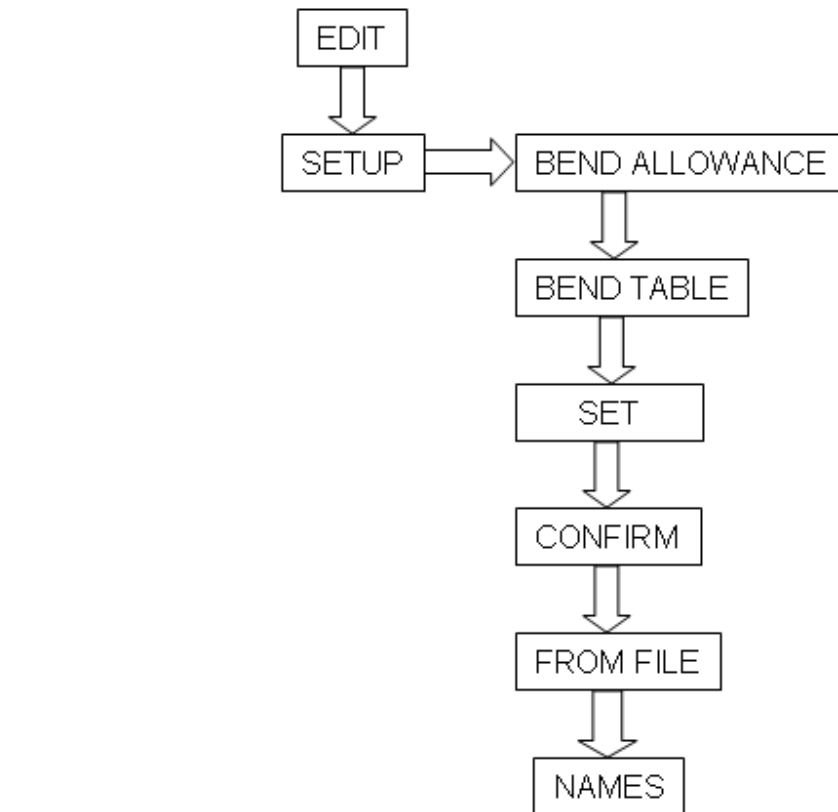 EDIT
SETUP
BEND ALLOWANCE
BEND TABLE
SET
CONFIRM
FROM FILE
NAMES